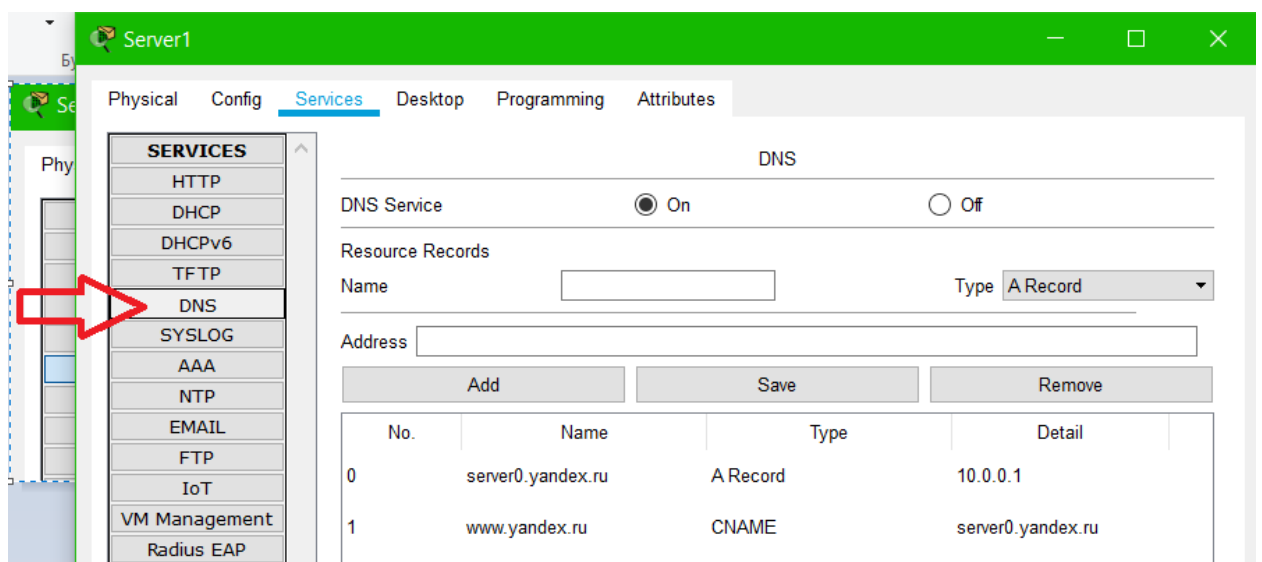 Бу
Server1
Se
Physical Config Services Desktop Programming Attributes
Phy
SERVICES
HTTP
DHCP
DHCPv6
TFTP
DNS
SYSLOG
AAA
NTP
EMAIL
FTP
IoT
VM Management
Radius EAP
DNS
DNS Service On Off
Resource Records
Name Type A Record
Address
Add Save Remove
No. Name Type Detail
0 server0.yandex.ru A Record 10.0.0.1
1 www.yandex.ru CNAME server0.yandex.ru